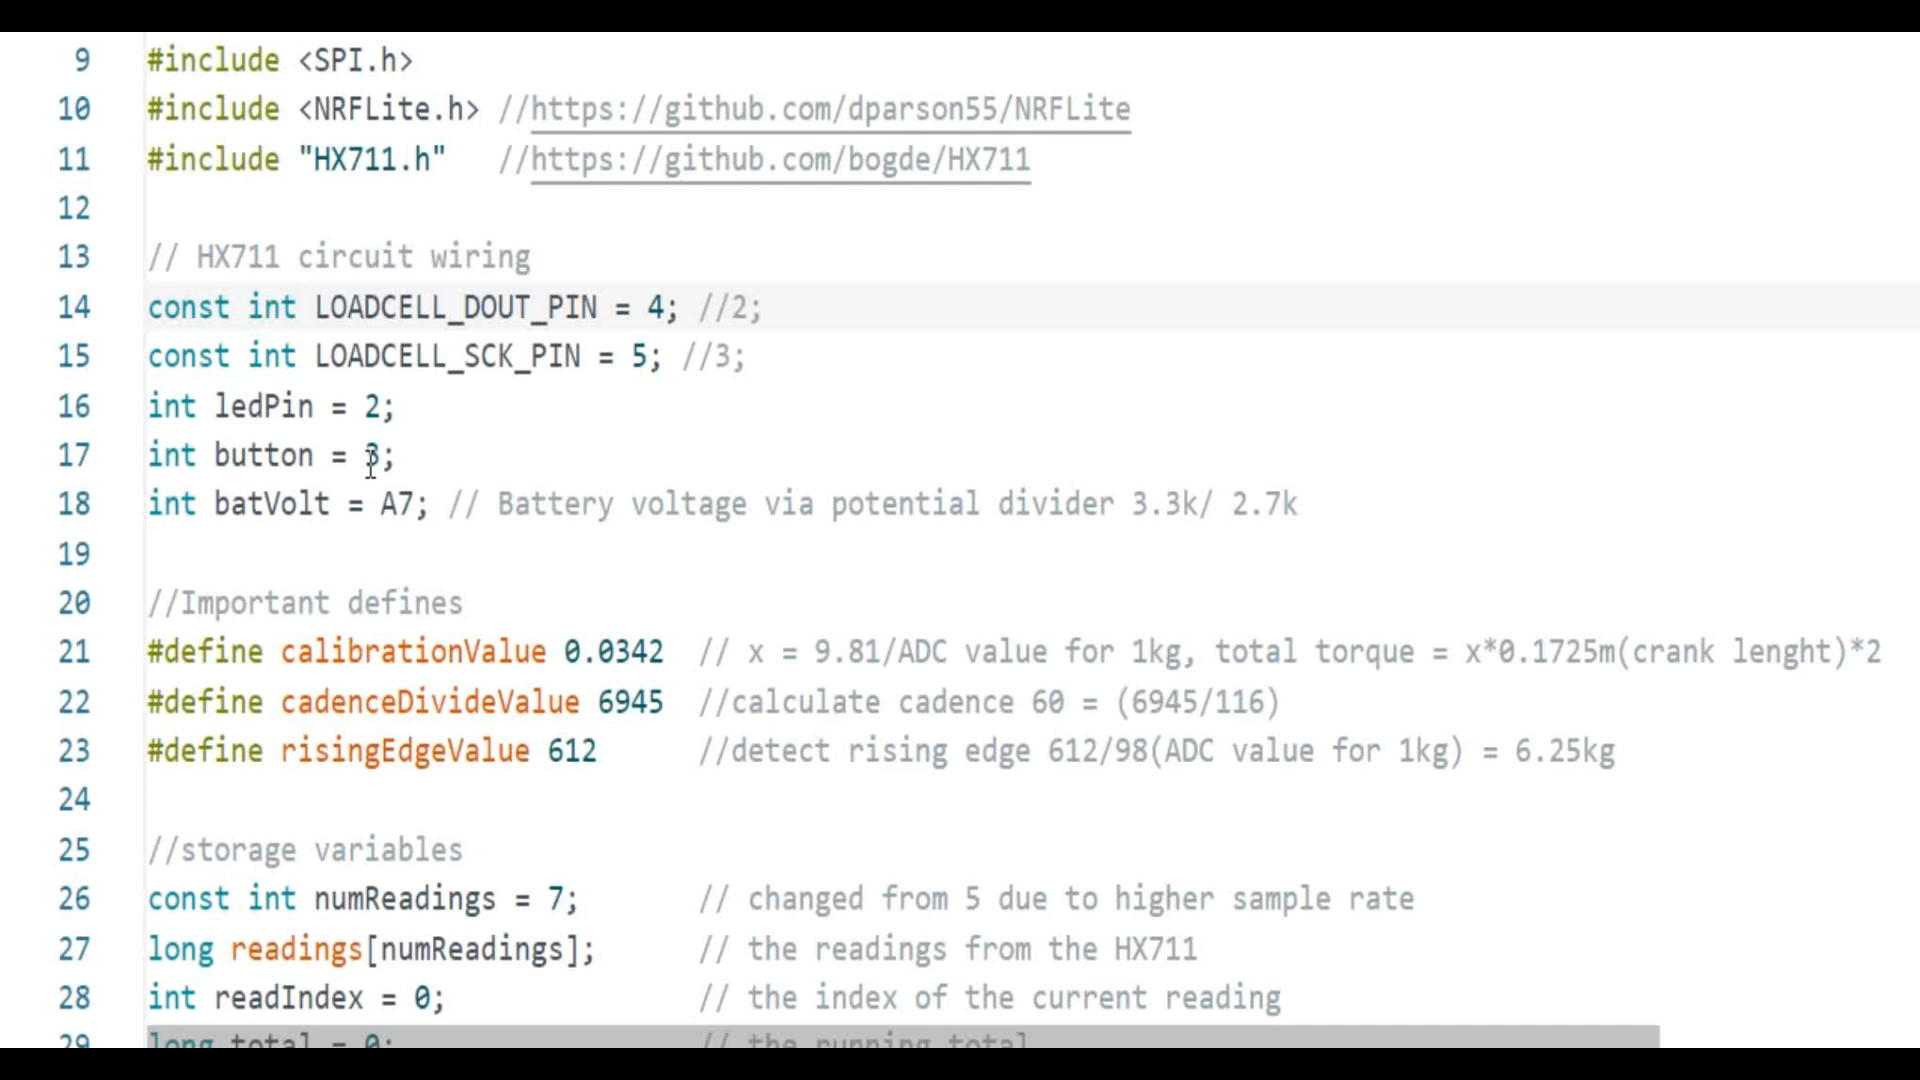 9 #include <SPI.h>
10 #include <NRFLite.h> //https://github.com/dparson55/NRFLite
11 #include "HX711.h" //https://github.com/bogde/HX711
12
13 // HX711 circuit wiring
14 const int LOADCELL_DOUT_PIN = 4; //2;
15 const int LOADCELL_SCK_PIN = 5; //3;
16 int ledPin = 2;
17 int button = 3;
18 int batVolt = A7; // Battery voltage via potential divider 3.3k/ 2.7k
19
20 //Important defines
21 #define calibrationValue 0.0342 // x = 9.81/ADC value for 1kg, total torque = x*0.1725m(crank lenght)*2
22 #define cadenceDivideValue 6945 //calculate cadence 60 = (6945/116)
23 #define risingEdgeValue 612 //detect rising edge 612/98(ADC value for 1kg) = 6.25kg
24
25 //storage variables
26 const int numReadings = 7; // changed from 5 due to higher sample rate
27 long readings[numReadings]; // the readings from the HX711
28 int readIndex = 0; // the index of the current reading
29 long total = 0; // the running total